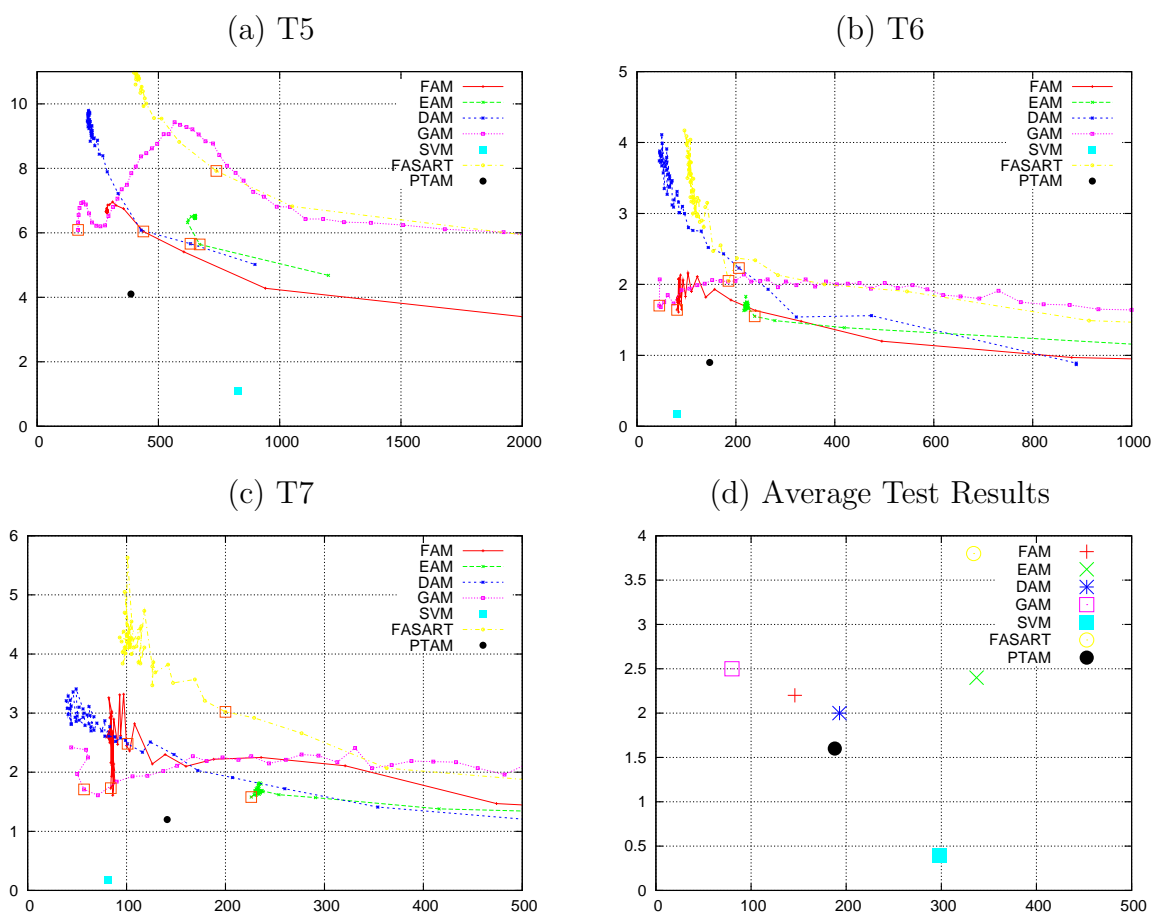 (a) T5
(b) T6
0
2
4
6
8
10
0
500
1000
1500
2000
FAM
EAM
DAM
GAM
SVM
FASART
PTAM
0
1
2
3
4
5
0
200
400
600
800
1000
FAM
EAM
DAM
GAM
SVM
FASART
PTAM
(c) T7
(d) Average Test Results
0
1
2
3
4
5
6
0
100
200
300
400
500
FAM
EAM
DAM
GAM
SVM
FASART
PTAM
0
0.5
1
1.5
2
2.5
3
3.5
4
0
100
200
300
400
500
FAM
EAM
DAM
GAM
SVM
FASART
PTAM